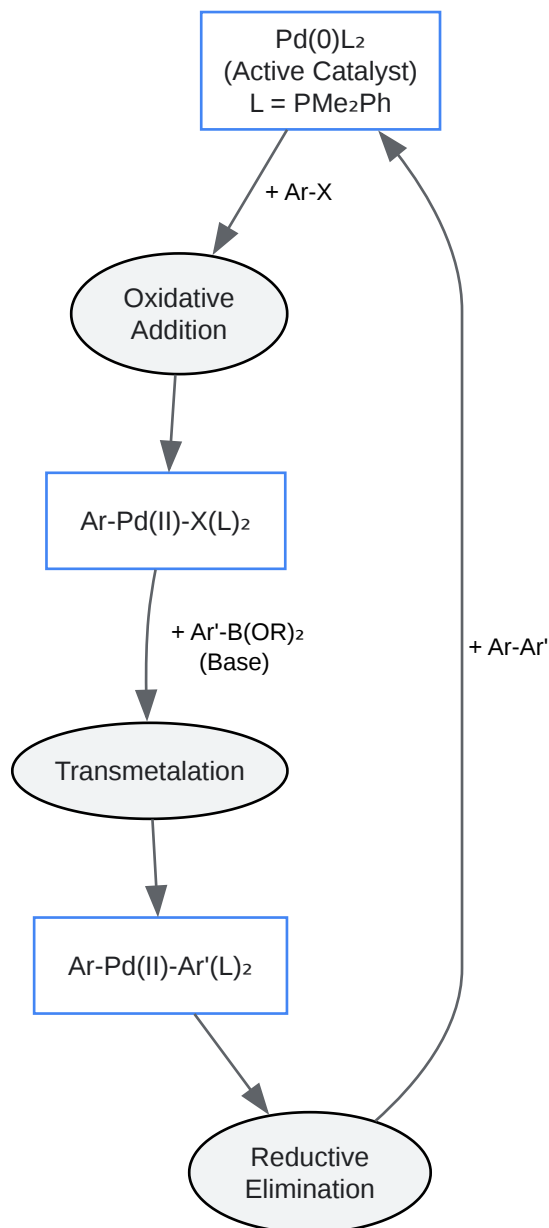 Pd(0)L₂
(Active Catalyst)
L = PMe₂Ph
+ Ar-X
Oxidative
Addition
Ar-Pd(II)-X(L)₂
+ Ar'-B(OR)₂
(Base)
+ Ar-Ar'
Transmetalation
Ar-Pd(II)-Ar'(L)₂
Reductive
Elimination